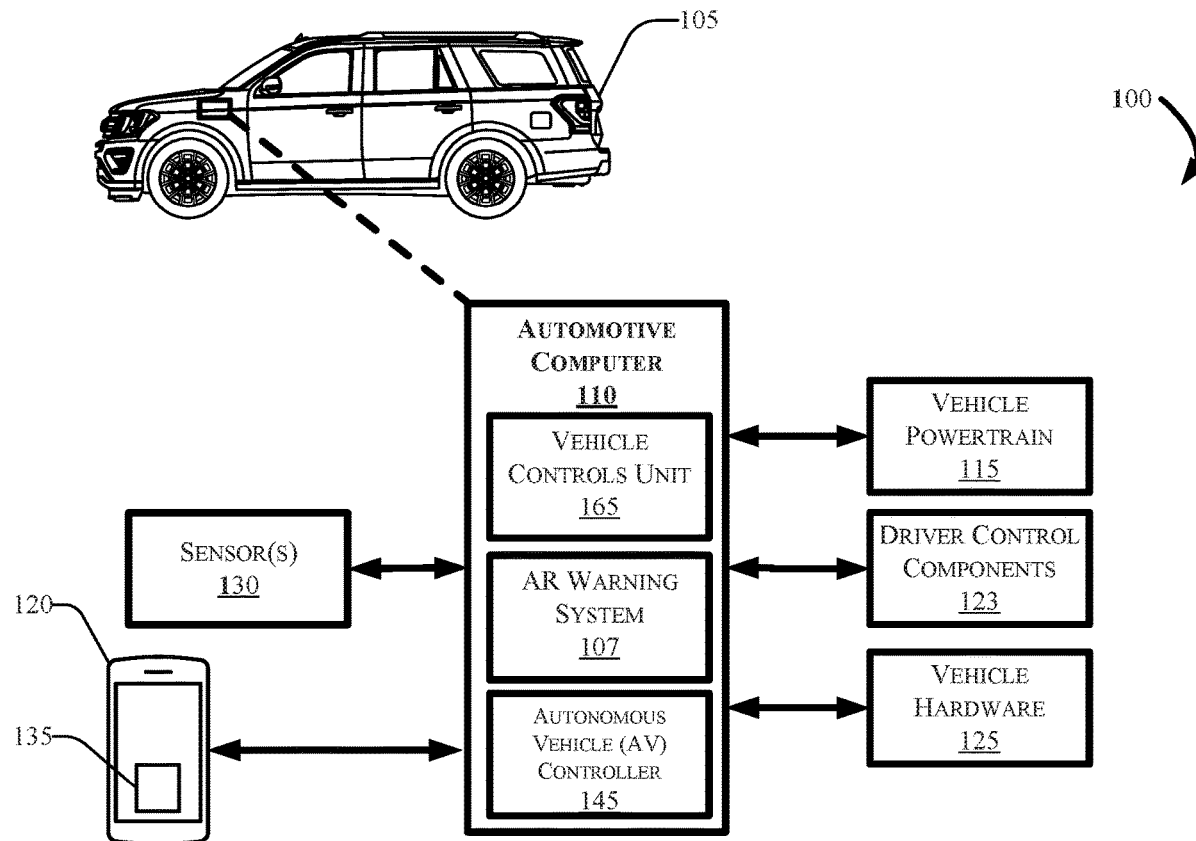 105
100
AUTOMOTIVE
COMPUTER
110
VEHICLE
CONTROLS UNIT
165
AR WARNING
SYSTEM
107
AUTONOMOUS
VEHICLE (AV)
CONTROLLER
145
VEHICLE
POWERTRAIN
115
DRIVER CONTROL
COMPONENTS
123
VEHICLE
HARDWARE
125
SENSOR(S)
130
120
135